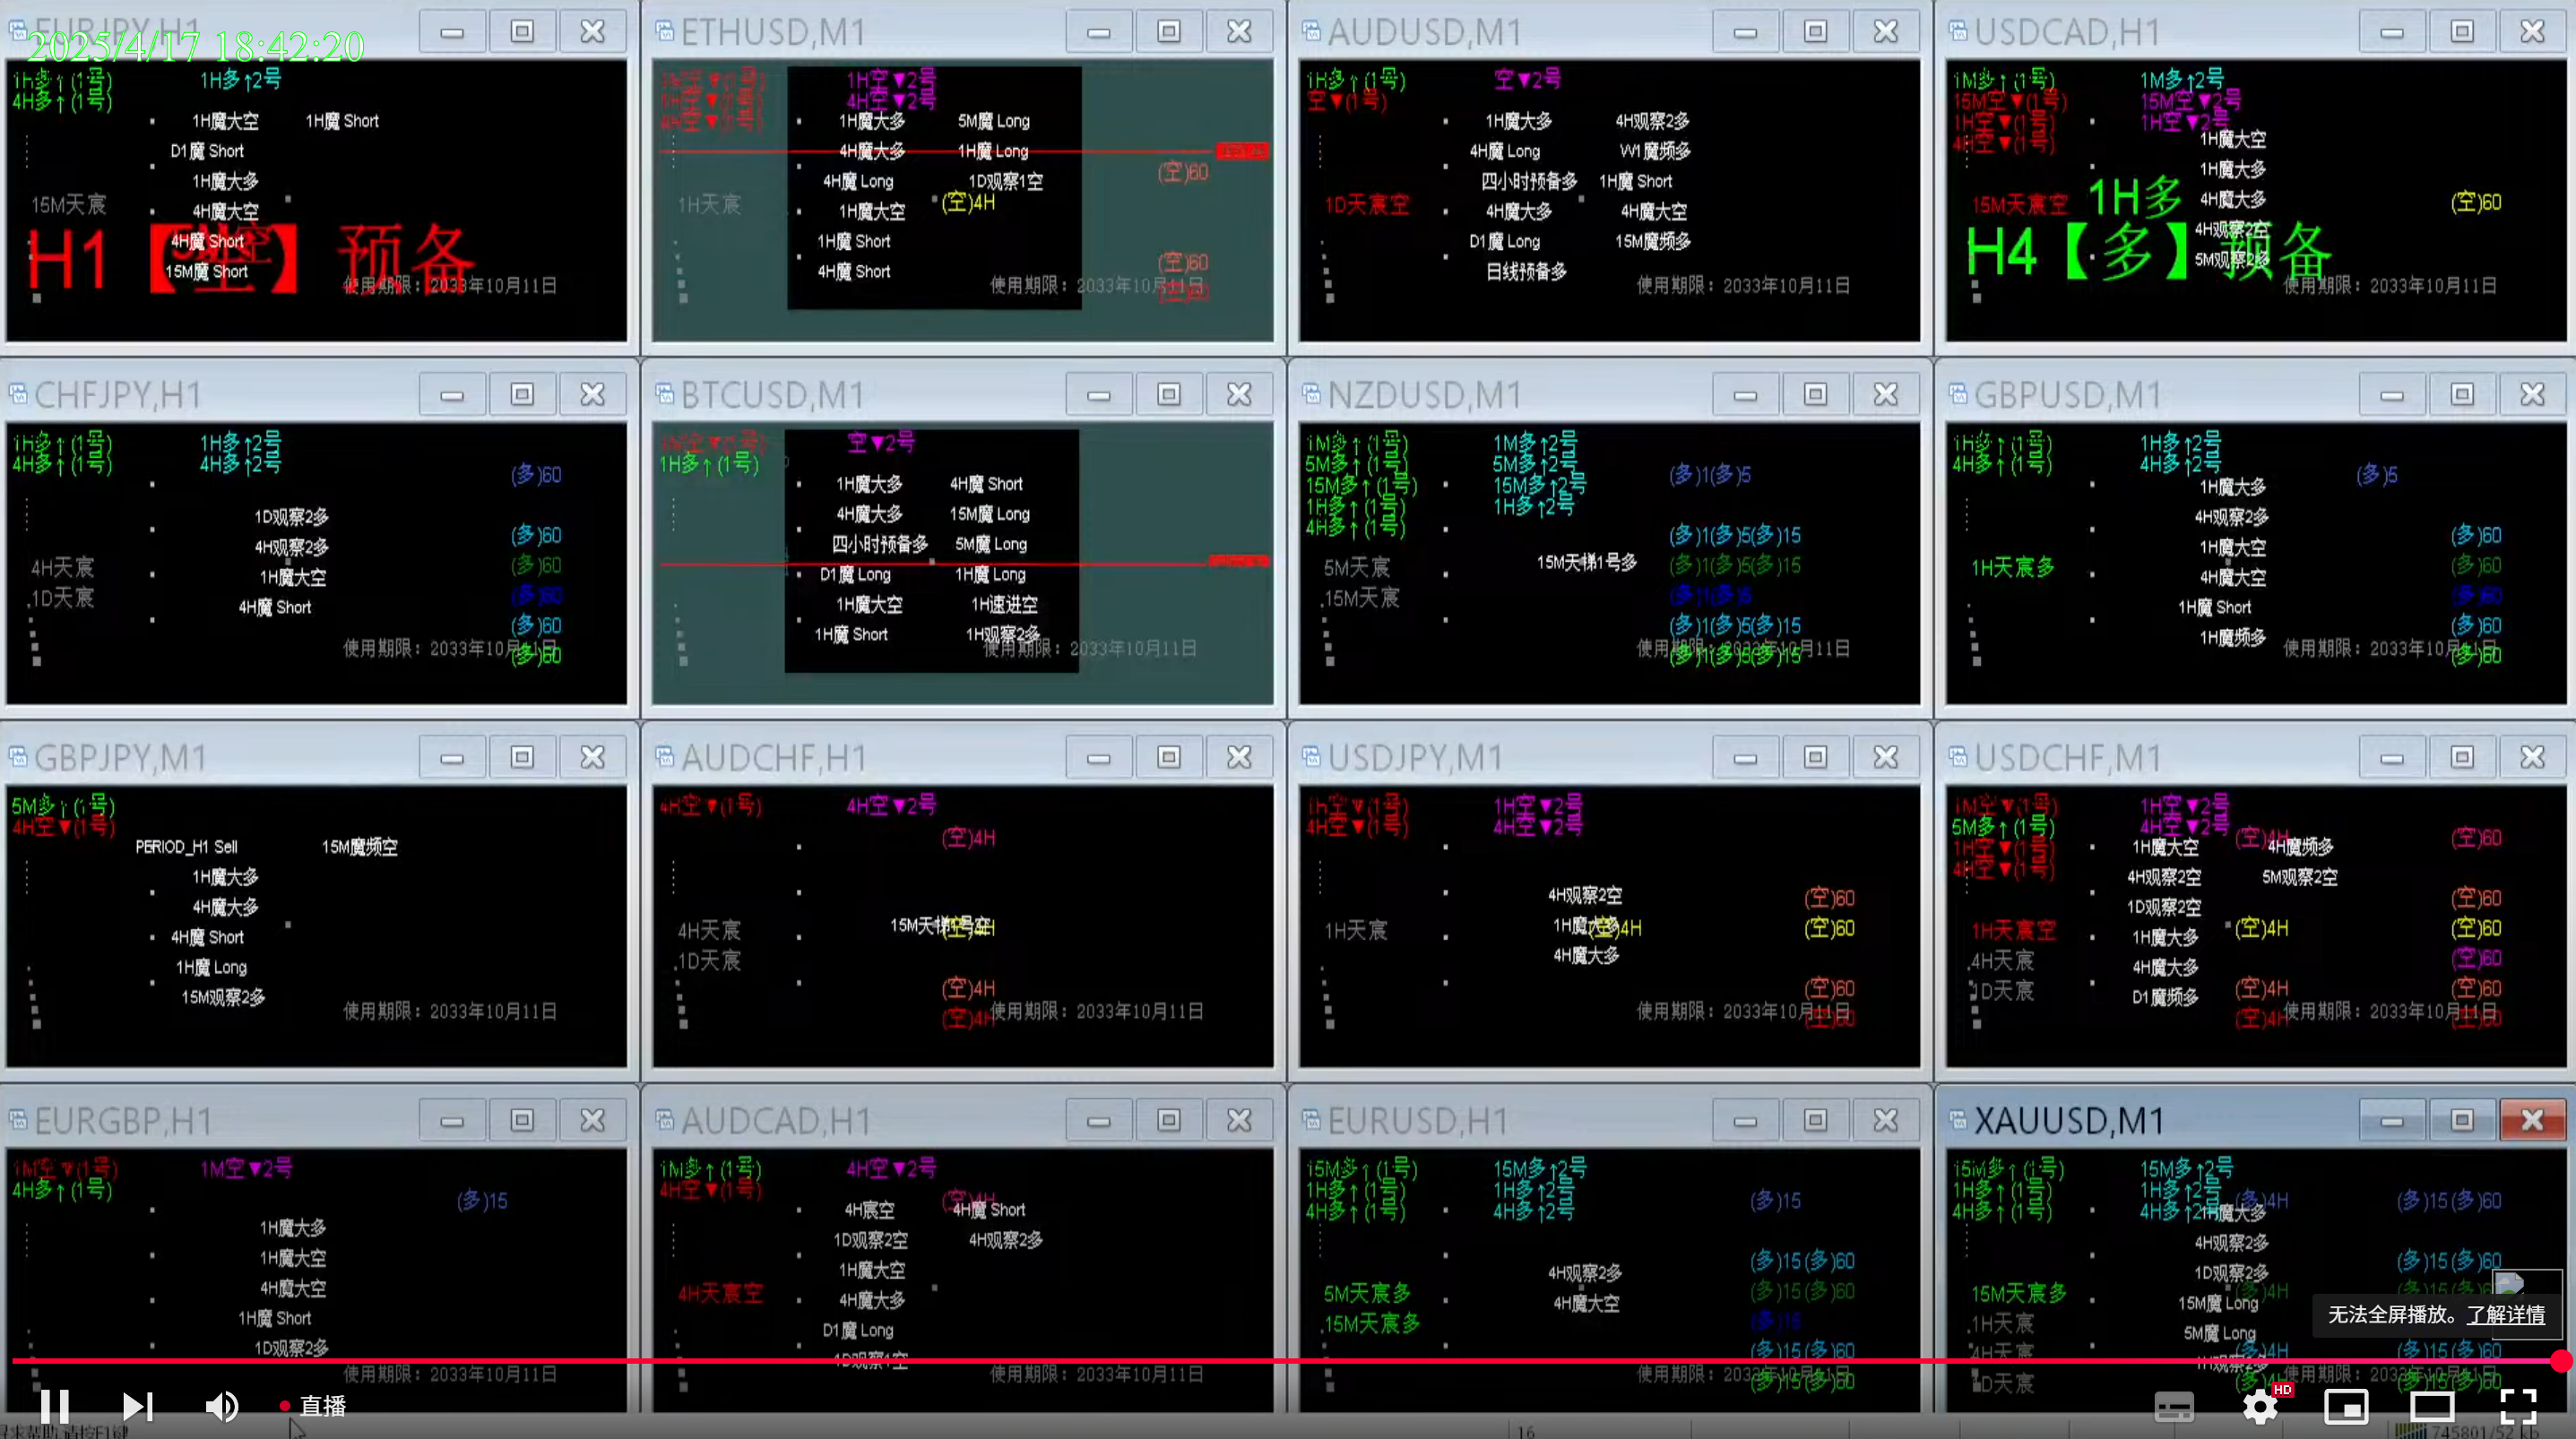 EURJPY,H1
2025/4/17 18:42:20
4H多↑(1号)
1H多↑2号
1H魔大空 1H魔 Short
D1魔 Short
1H魔大多
15M天宸
4H魔大空
4H魔 Short
H1【空】预备
15M魔 Short
使用期限：2033年10月11日
ETHUSD,M1
1H空▼2号
4H空▼2号
1H魔大多 5M魔 Long
4H魔大多 1H魔 Long
(空)60
4H魔 Long 1D观察1空
1H天宸
1H魔大空 (空)4H
1H魔 Short
(空)60
4H魔 Short
使用期限：2033年10月11日
AUDUSD,M1
1H多↑(1号) 空▼2号
空▼(1号)
1H魔大多 4H观察2多
4H魔 Long W1魔频多
四小时预备多 1H魔 Short
1D天宸空
4H魔大多 4H魔大空
D1魔 Long 15M魔频多
日线预备多
使用期限：2033年10月11日
USDCAD,H1
1M多↑(1号) 1M多↑2号
15M空▼(1号) 15M空▼2号
1H空▼(1号) 1H空▼2号
4H空▼(1号)
1H魔大空
1H魔大多
15M天宸空 1H多 4H魔大多 (空)60
4H观察2空
H4【多】预备
5M观察2多
使用期限：2033年10月11日
CHFJPY,H1
1H多↑(1号) 1H多↑2号
4H多↑(1号) 4H多↑2号
(多)60
1D观察2多
(多)60
4H观察2多
4H天宸 (多)60
1H魔大空
.1D天宸 (多)60
4H魔 Short
(多)60
使用期限：2033年10月11日
(多)60
BTCUSD,M1
空▼2号
1H多↑(1号)
1H魔大多 4H魔 Short
4H魔大多 15M魔 Long
四小时预备多 5M魔 Long
D1魔 Long 1H魔 Long
1H魔大空 1H速进空
1H魔 Short 1H观察2多
使用期限：2033年10月11日
NZDUSD,M1
1M多↑(1号) 1M多↑2号
5M多↑(1号) 5M多↑2号
15M多↑(1号) 15M多↑2号
1H多↑(1号) 1H多↑2号
4H多↑(1号)
(多)1(多)5
(多)1(多)5(多)15
5M天宸 15M天梯1号多 (多)1(多)5(多)15
.15M天宸 (多)1(多)5
(多)1(多)5(多)15
使用期限：2033年10月11日
(多)1(多)5(多)15
GBPUSD,M1
1H多↑(1号) 1H多↑2号
4H多↑(1号) 4H多↑2号
(多)5
1H魔大多
4H观察2多
(多)60
1H魔大空
1H天宸多 (多)60
4H魔大空
(多)60
1H魔 Short
(多)60
1H魔频多
使用期限：2033年10月11日
(多)60
GBPJPY,M1
5M多↑(1号)
4H空▼(1号)
PERIOD_H1 Sell 15M魔频空
1H魔大多
4H魔大多
4H魔 Short
1H魔 Long
15M观察2多
使用期限：2033年10月11日
AUDCHF,H1
4H空▼(1号) 4H空▼2号
(空)4H
4H天宸 (空)4H
.1D天宸
(空)4H
(空)4H
使用期限：2033年10月11日
USDJPY,M1
1H空▼(1号) 1H空▼2号
4H空▼(1号) 4H空▼2号
4H观察2空 (空)60
1H天宸 1H魔大多 (空)4H (空)60
4H魔大多
(空)60
使用期限：2033年10月11日
(空)60
USDCHF,M1
1M空▼(1号) 1H空▼2号
5M多↑(1号) 4H空▼2号
1H空▼(1号)
4H空▼(1号)
(空)4H (空)60
1H魔大空 4H魔频多
4H观察2空 5M观察2空
1D观察2空 (空)60
1H天宸空 1H魔大多 (空)4H (空)60
.4H天宸 4H魔大多 (空)60
1D天宸 D1魔频多 (空)4H (空)60
使用期限：2033年10月11日
(空)4H (空)60
EURGBP,H1
1M空▼(1号) 1M空▼2号
4H多↑(1号)
(多)15
1H魔大多
1H魔大空
4H魔大空
1H魔 Short
1D观察2多
使用期限：2033年10月11日
AUDCAD,H1
1M多↑(1号) 4H空▼2号
4H空▼(1号)
(空)4H
4H宸空 4H魔 Short
1D观察2空 4H观察2多
1H魔大空
4H天宸空 4H魔大多
D1魔 Long
1D观察1空
使用期限：2033年10月11日
EURUSD,H1
15M多↑(1号) 15M多↑2号
1H多↑(1号) 1H多↑2号
4H多↑(1号) 4H多↑2号
(多)15
(多)15(多)60
4H观察2多
5M天宸多 (多)15(多)60
4H魔大空
.15M天宸多 (多)15
(多)15(多)60
使用期限：2033年10月11日
(多)15(多)60
XAUUSD,M1
15M多↑(1号) 15M多↑2号
1H多↑(1号) 1H多↑2号
4H多↑(1号) 4H多↑2号
(多)4H (多)15(多)60
1H魔大多
4H观察2多
(多)15(多)60
1D观察2多
15M天宸多
15M魔 Long
.1H天宸
5M魔 Long
4H天宸 (多)4H (多)15(多)60
1D天宸
使用期限：2033年10月11日
无法全屏播放。了解详情
直播
HD
16
745801/52 kb